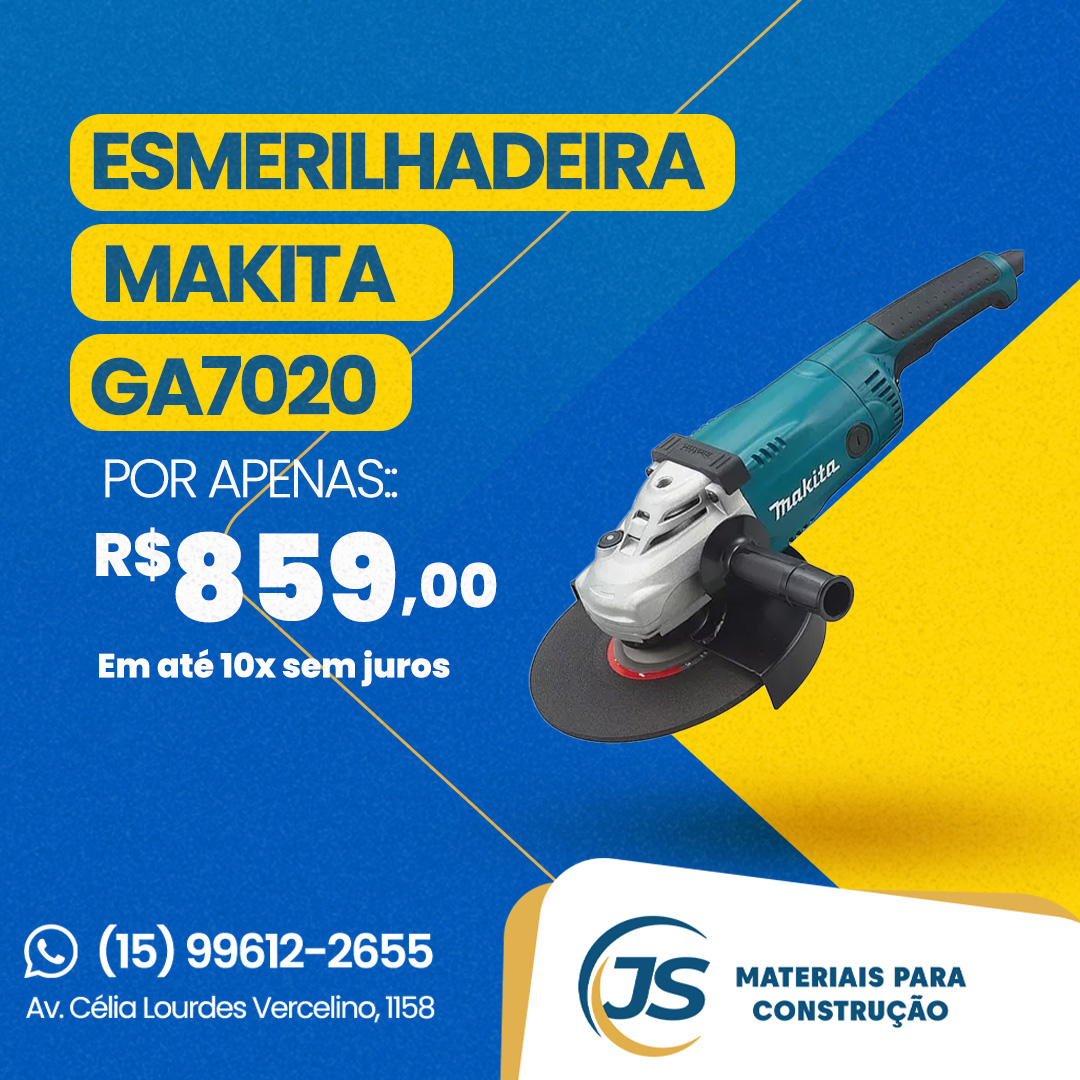 ESMERILHADEIRA
MAKITA
GA7020
POR APENAS::
R$859,00
Em até 10x sem juros
makita
(15) 99612-2655
Av. Célia Lourdes Vercelino, 1158
JS
MATERIAIS PARA
CONSTRUÇÃO